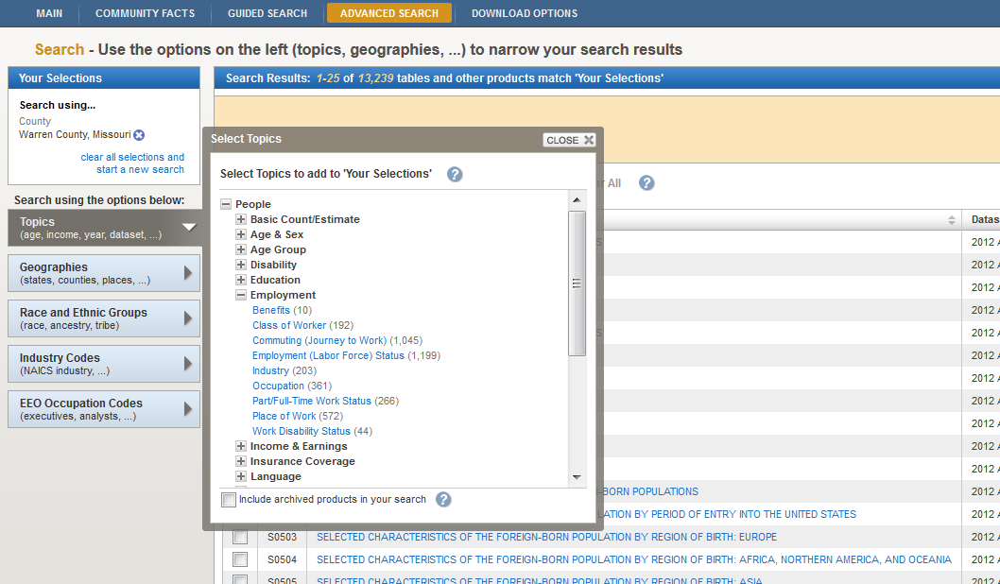 MAIN COMMUNITY FACTS GUIDED SEARCH ADVANCED SEARCH DOWNLOAD OPTIONS
Search - Use the options on the left (topics, geographies, ...) to narrow your search results
Your Selections
Search using...
County
Warren County, Missouri
clear all selections and
start a new search
Search using the options below:
Topics
(age, income, year, dataset, ...)
Geographies
(states, counties, places, ...)
Race and Ethnic Groups
(race, ancestry, tribe)
Industry Codes
(NAICS industry, ...)
EEO Occupation Codes
(executives, analysts, ...)
Search Results: 1-25 of 13,239 tables and other products match 'Your Selections'
Select Topics
CLOSE
Select Topics to add to 'Your Selections'
People
Basic Count/Estimate
Age & Sex
Age Group
Disability
Education
Employment
Benefits (10)
Class of Worker (192)
Commuting (Journey to Work) (1,045)
Employment (Labor Force) Status (1,199)
Industry (203)
Occupation (361)
Part/Full-Time Work Status (266)
Place of Work (572)
Work Disability Status (44)
Income & Earnings
Insurance Coverage
Language
Include archived products in your search
All
Datas
2012 A
2012 A
2012 A
2012 A
2012 A
2012 A
2012 A
2012 A
2012 A
2012 A
2012 A
-BORN POPULATIONS 2012 A
LATION BY PERIOD OF ENTRY INTO THE UNITED STATES 2012 A
S0503 SELECTED CHARACTERISTICS OF THE FOREIGN-BORN POPULATION BY REGION OF BIRTH: EUROPE 2012 A
S0504 SELECTED CHARACTERISTICS OF THE FOREIGN-BORN POPULATION BY REGION OF BIRTH: AFRICA, NORTHERN AMERICA, AND OCEANIA 2012 A
S0505 SELECTED CHARACTERISTICS OF THE FOREIGN-BORN POPULATION BY REGION OF BIRTH: ASIA 2012 A